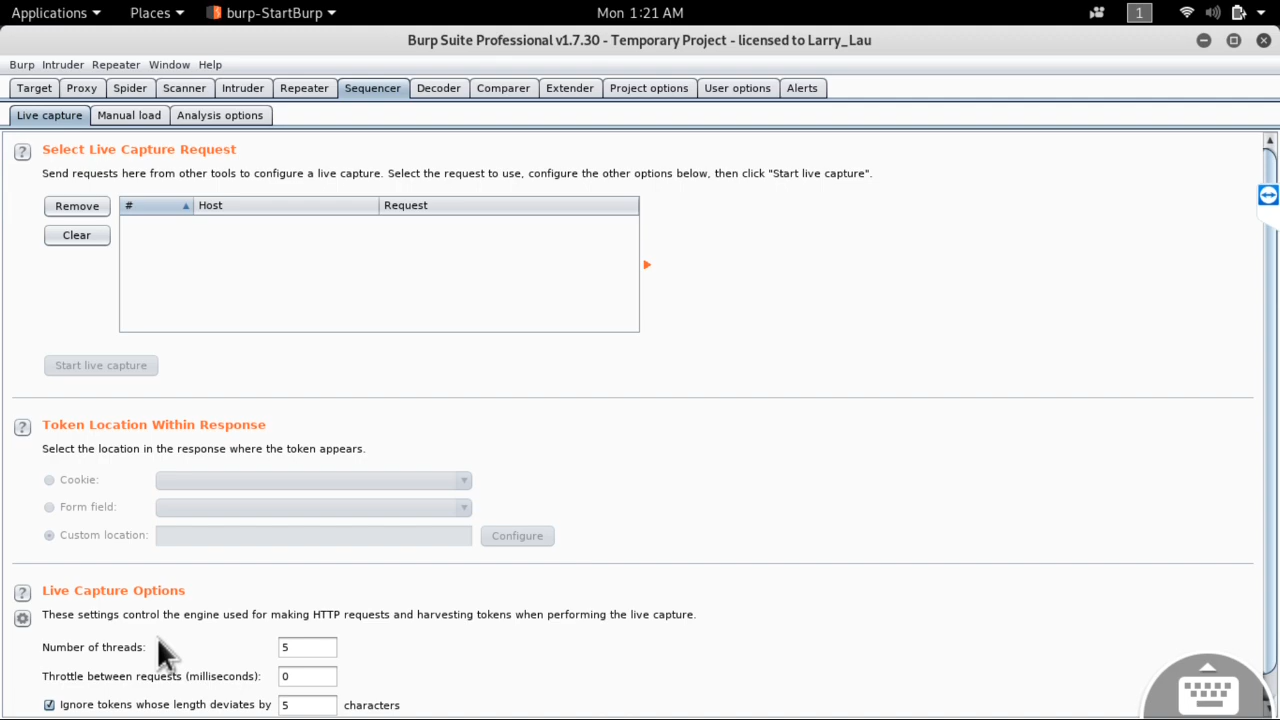 Applications Places burp-StartBurp Mon 1:21 AM 1
Burp Suite Professional v1.7.30 - Temporary Project - licensed to Larry_Lau
Burp Intruder Repeater Window Help
Target Proxy Spider Scanner Intruder Repeater Sequencer Decoder Comparer Extender Project options User options Alerts
Live capture Manual load Analysis options
? Select Live Capture Request
Send requests here from other tools to configure a live capture. Select the request to use, configure the other options below, then click "Start live capture".
Remove # Host Request
Clear
Start live capture
? Token Location Within Response
Select the location in the response where the token appears.
Cookie:
Form field:
Custom location: Configure
? Live Capture Options
These settings control the engine used for making HTTP requests and harvesting tokens when performing the live capture.
Number of threads: 5
Throttle between requests (milliseconds): 0
Ignore tokens whose length deviates by 5 characters